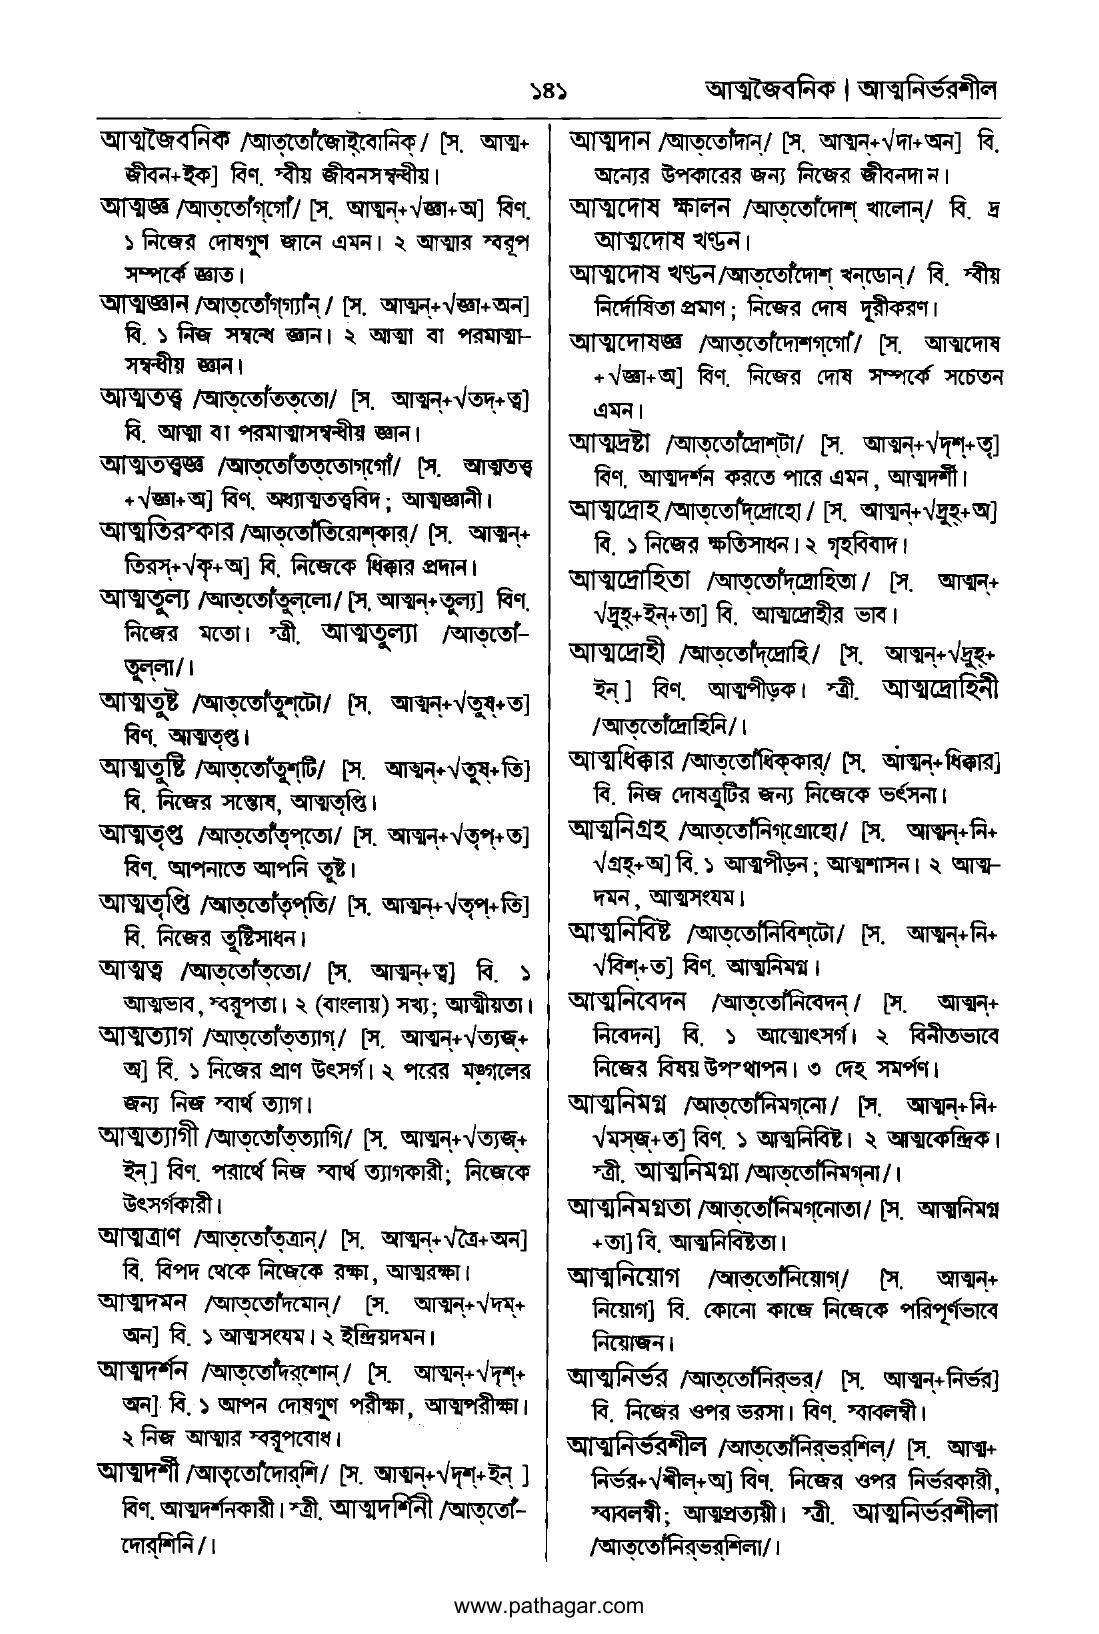 ১৪১
আত্মজৈবনিক | আত্মনির্ভরশীল
আত্মজৈবনিক /আত্‌তোঁজোইবোনিক্‌/ [স. আত্ম+
জীবন+ইক] বিণ. স্বীয় জীবনসম্বন্ধীয়।
আত্মজ্ঞ /আত্‌তোঁগ্‌গোঁ/ [স. আত্মন্‌+√জ্ঞা+অ] বিণ.
১ নিজের দোষগুণ জানে এমন। ২ আত্মার স্বরূপ
সম্পর্কে জ্ঞাত।
আত্মজ্ঞান /আত্‌তোঁগ্‌গ্যাঁন্‌/ [স. আত্মন্‌+√জ্ঞা+অন]
বি. ১ নিজ সম্বন্ধে জ্ঞান। ২ আত্মা বা পরমাত্মা-
সম্বন্ধীয় জ্ঞান।
আত্মতত্ত্ব /আত্‌তোঁতত্‌তো/ [স. আত্মন্‌+√তদ্‌+ত্ব]
বি. আত্মা বা পরমাত্মাসম্বন্ধীয় জ্ঞান।
আত্মতত্ত্বজ্ঞ /আত্‌তোঁতত্‌তোগ্‌গোঁ/ [স. আত্মতত্ত্ব
+√জ্ঞা+অ] বিণ. অধ্যাত্মতত্ত্ববিদ; আত্মজ্ঞানী।
আত্মতিরস্কার /আত্‌তোঁতিরোশ্‌কার্‌/ [স. আত্মন্‌+
তিরস্‌+√কৃ+অ] বি. নিজেকে ধিক্কার প্রদান।
আত্মতুল্য /আত্‌তোঁতুল্‌লো/ [স. আত্মন্‌+তুল্য] বিণ.
নিজের মতো। স্ত্রী. আত্মতুল্যা /আত্‌তোঁ-
তুল্‌লা/।
আত্মতুষ্ট /আত্‌তোঁতুশ্‌টো/ [স. আত্মন্‌+√তুষ্‌+ত]
বিণ. আত্মতৃপ্ত।
আত্মতুষ্টি /আত্‌তোঁতুশ্‌টি/ [স. আত্মন্‌+√তুষ্‌+তি]
বি. নিজের সন্তোষ, আত্মতৃপ্তি।
আত্মতৃপ্ত /আত্‌তোঁতৃপ্‌তো/ [স. আত্মন্‌+√তৃপ্‌+ত]
বিণ. আপনাতে আপনি তুষ্ট।
আত্মতৃপ্তি /আত্‌তোঁতৃপ্‌তি/ [স. আত্মন্‌+√তৃপ্‌+তি]
বি. নিজের তুষ্টিসাধন।
আত্মত্ব /আত্‌তোঁত্‌তো/ [স. আত্মন্‌+ত্ব] বি. ১
আত্মভাব, স্বরূপতা। ২ (বাংলায়) সখ্য; আত্মীয়তা।
আত্মত্যাগ /আত্‌তোঁত্‌ত্যাগ্‌/ [স. আত্মন্‌+√ত্যজ্‌+
অ] বি. ১ নিজের প্রাণ উৎসর্গ। ২ পরের মঙ্গলের
জন্য নিজ স্বার্থ ত্যাগ।
আত্মত্যাগী /আত্‌তোঁত্‌ত্যাগি/ [স. আত্মন্‌+√ত্যজ্‌+
ইন্‌] বিণ. পরার্থে নিজ স্বার্থ ত্যাগকারী; নিজেকে
উৎসর্গকারী।
আত্মত্রাণ /আত্‌তোঁত্‌ত্রান্‌/ [স. আত্মন্‌+√ত্রৈ+অন]
বি. বিপদ থেকে নিজেকে রক্ষা, আত্মরক্ষা।
আত্মদমন /আত্‌তোঁদমোন্‌/ [স. আত্মন্‌+√দম্‌+
অন] বি. ১ আত্মসংযম। ২ ইন্দ্রিয়দমন।
আত্মদর্শন /আত্‌তোঁদর্‌শোন্‌/ [স. আত্মন্‌+√দৃশ্‌+
অন] বি. ১ আপন দোষগুণ পরীক্ষা, আত্মপরীক্ষা।
২ নিজ আত্মার স্বরূপবোধ।
আত্মদর্শী /আত্‌তোঁদোর্‌শি/ [স. আত্মন্‌+√দৃশ্‌+ইন্‌ ]
বিণ. আত্মদর্শনকারী। স্ত্রী. আত্মদর্শিনী /আত্‌তোঁ-
দোর্‌শিনি/।
আত্মদান /আত্‌তোঁদান্‌/ [স. আত্মন্‌+√দা+অন] বি.
অন্যের উপকারের জন্য নিজের জীবনদান।
আত্মদোষ ক্ষালন /আত্‌তোঁদোশ্‌ খালোন্‌/ বি. দ্র
আত্মদোষ খণ্ডন।
আত্মদোষ খণ্ডন /আত্‌তোঁদোশ্‌ খন্‌ডোন্‌/ বি. স্বীয়
নির্দোষিতা প্রমাণ; নিজের দোষ দূরীকরণ।
আত্মদোষজ্ঞ /আত্‌তোঁদোশগ্‌গোঁ/ [স. আত্মদোষ
+√জ্ঞা+অ] বিণ. নিজের দোষ সম্পর্কে সচেতন
এমন।
আত্মদ্রষ্টা /আত্‌তোঁদ্রোশ্‌টা/ [স. আত্মন্‌+√দৃশ্‌+তৃ]
বিণ. আত্মদর্শন করতে পারে এমন, আত্মদর্শী।
আত্মদ্রোহ /আত্‌তোঁদ্‌দ্রোহো/ [স. আত্মন্‌+√দ্রুহ্‌+অ]
বি. ১ নিজের ক্ষতিসাধন। ২ গৃহবিবাদ।
আত্মদ্রোহিতা /আত্‌তোঁদ্‌দ্রোহিতা/ [স. আত্মন্‌+
√দ্রুহ্‌+ইন্‌+তা] বি. আত্মদ্রোহীর ভাব।
আত্মদ্রোহী /আত্‌তোঁদ্‌দ্রোহি/ [স. আত্মন্‌+√দ্রুহ্‌+
ইন্‌ ] বিণ. আত্মপীড়ক। স্ত্রী. আত্মদ্রোহিনী
/আত্‌তোঁদ্রোহিনি/।
আত্মধিক্কার /আত্‌তোঁধিক্‌কার্‌/ [স. আত্মন্‌+ধিক্কার]
বি. নিজ দোষত্রুটির জন্য নিজেকে ভর্ৎসনা।
আত্মনিগ্রহ /আত্‌তোঁনিগ্‌গ্রোহো/ [স. আত্মন্‌+নি+
√গ্রহ্‌+অ] বি. ১ আত্মপীড়ন; আত্মশাসন। ২ আত্ম-
দমন, আত্মসংযম।
আত্মনিবিষ্ট /আত্‌তোঁনিবিশ্‌টো/ [স. আত্মন্‌+নি+
√বিশ্‌+ত] বিণ. আত্মনিমগ্ন।
আত্মনিবেদন /আত্‌তোঁনিবেদন্‌/ [স. আত্মন্‌+
নিবেদন] বি. ১ আত্মোৎসর্গ। ২ বিনীতভাবে
নিজের বিষয় উপস্থাপন। ৩ দেহ সমর্পণ।
আত্মনিমগ্ন /আত্‌তোঁনিমগ্‌নো/ [স. আত্মন্‌+নি+
√মস্‌জ্‌+ত] বিণ. ১ আত্মনিবিষ্ট। ২ আত্মকেন্দ্রিক।
স্ত্রী. আত্মনিমগ্না /আত্‌তোঁনিমগ্‌না/।
আত্মনিমগ্নতা /আত্‌তোঁনিমগ্‌নোতা/ [স. আত্মনিমগ্ন
+তা] বি. আত্মনিবিষ্টতা।
আত্মনিয়োগ /আত্‌তোঁনিয়োগ্‌/ [স. আত্মন্‌+
নিয়োগ] বি. কোনো কাজে নিজেকে পরিপূর্ণভাবে
নিয়োজন।
আত্মনির্ভর /আত্‌তোঁনির্‌ভর্‌/ [স. আত্মন্‌+নির্ভর]
বি. নিজের ওপর ভরসা। বিণ. স্বাবলম্বী।
আত্মনির্ভরশীল /আত্‌তোঁনির্‌ভর্‌শিল্‌/ [স. আত্ম+
নির্ভর+√শীল্‌+অ] বিণ. নিজের ওপর নির্ভরকারী,
স্বাবলম্বী; আত্মপ্রত্যয়ী। স্ত্রী. আত্মনির্ভরশীলা
/আত্‌তোঁনির্‌ভর্‌শিলা/।
www.pathagar.com